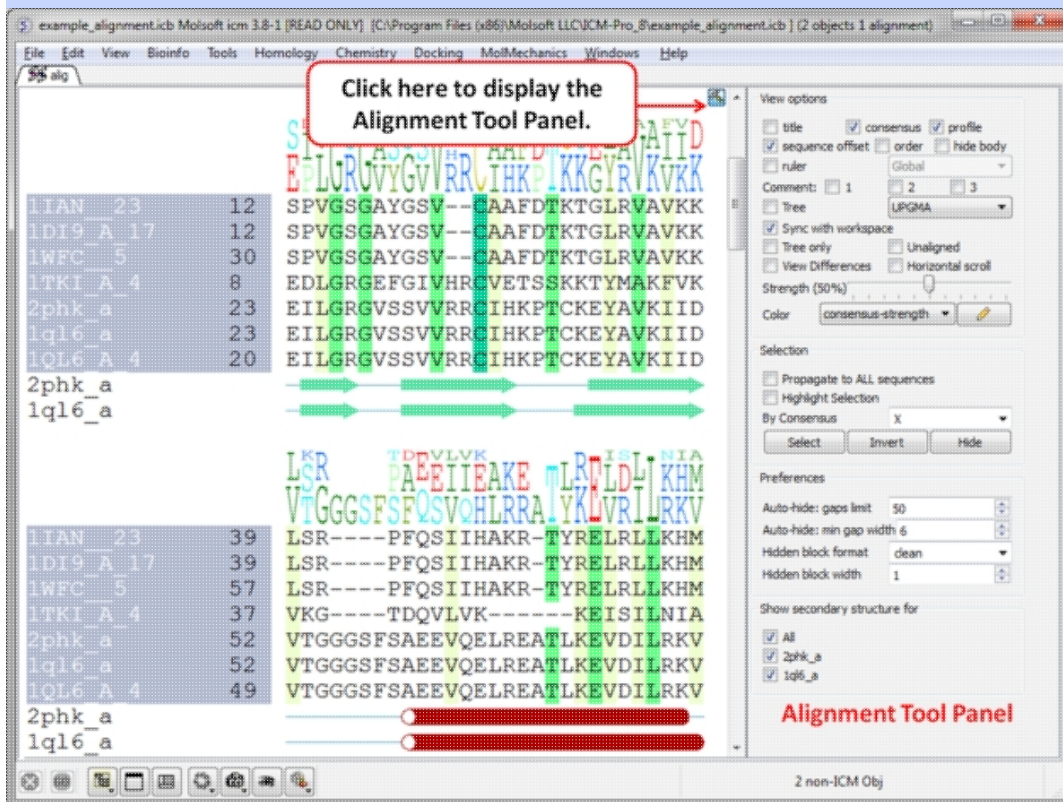 example_alignment.icb Molsoft icm 3.8-1 [READ ONLY] [C:\Program Files (x86)\Molsoft LLC\ICM-Pro_8\example_alignment.icb ] (2 objects 1 alignment)
File Edit View Bioinfo Tools Homology Chemistry Docking MolMechanics Windows Help
alg
Click here to display the
Alignment Tool Panel.
1IAN__23 12 SPVGSGAYGSV--CAAFDTKTGLRVAVKK
1DI9_A_17 12 SPVGSGAYGSV--CAAFDTKTGLRVAVKK
1WFC__5 30 SPVGSGAYGSV--CAAFDTKTGLRVAVKK
1TKI_A_4 8 EDLGRGEFGIVHRCVETSSKKTYMAKFVK
2phk_a 23 EILGRGVSSVVRRCIHKPTCKEYAVKIID
1ql6_a 23 EILGRGVSSVVRRCIHKPTCKEYAVKIID
1QL6_A_4 20 EILGRGVSSVVRRCIHKPTCKEYAVKIID
2phk_a
1ql6_a
1IAN__23 39 LSR----PFQSIIHAKR-TYRELRLLKHM
1DI9_A_17 39 LSR----PFQSIIHAKR-TYRELRLLKHM
1WFC__5 57 LSR----PFQSIIHAKR-TYRELRLLKHM
1TKI_A_4 37 VKG----TDQVLVK------KEISILNIA
2phk_a 52 VTGGGSFSAEEVQELREATLKEVDILRKV
1ql6_a 52 VTGGGSFSAEEVQELREATLKEVDILRKV
1QL6_A_4 49 VTGGGSFSAEEVQELREATLKEVDILRKV
2phk_a
1ql6_a
View options
title consensus profile
sequence offset order hide body
ruler Global
Comment: 1 2 3
Tree UPGMA
Sync with workspace
Tree only Unaligned
View Differences Horizontal scroll
Strength (50%)
Color consensus-strength
Selection
Propagate to ALL sequences
Highlight Selection
By Consensus X
Select Invert Hide
Preferences
Auto-hide: gaps limit 50
Auto-hide: min gap width 6
Hidden block format clean
Hidden block width 1
Show secondary structure for
All
2phk_a
1ql6_a
Alignment Tool Panel
2 non-ICM Obj